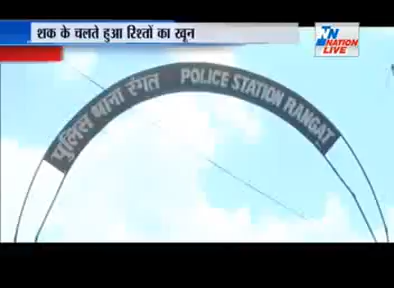 शक के चलते हुआ रिश्तों का खून
NATION
LIVE
पुलिस थाना रंगत POLICE STATION RANGAT